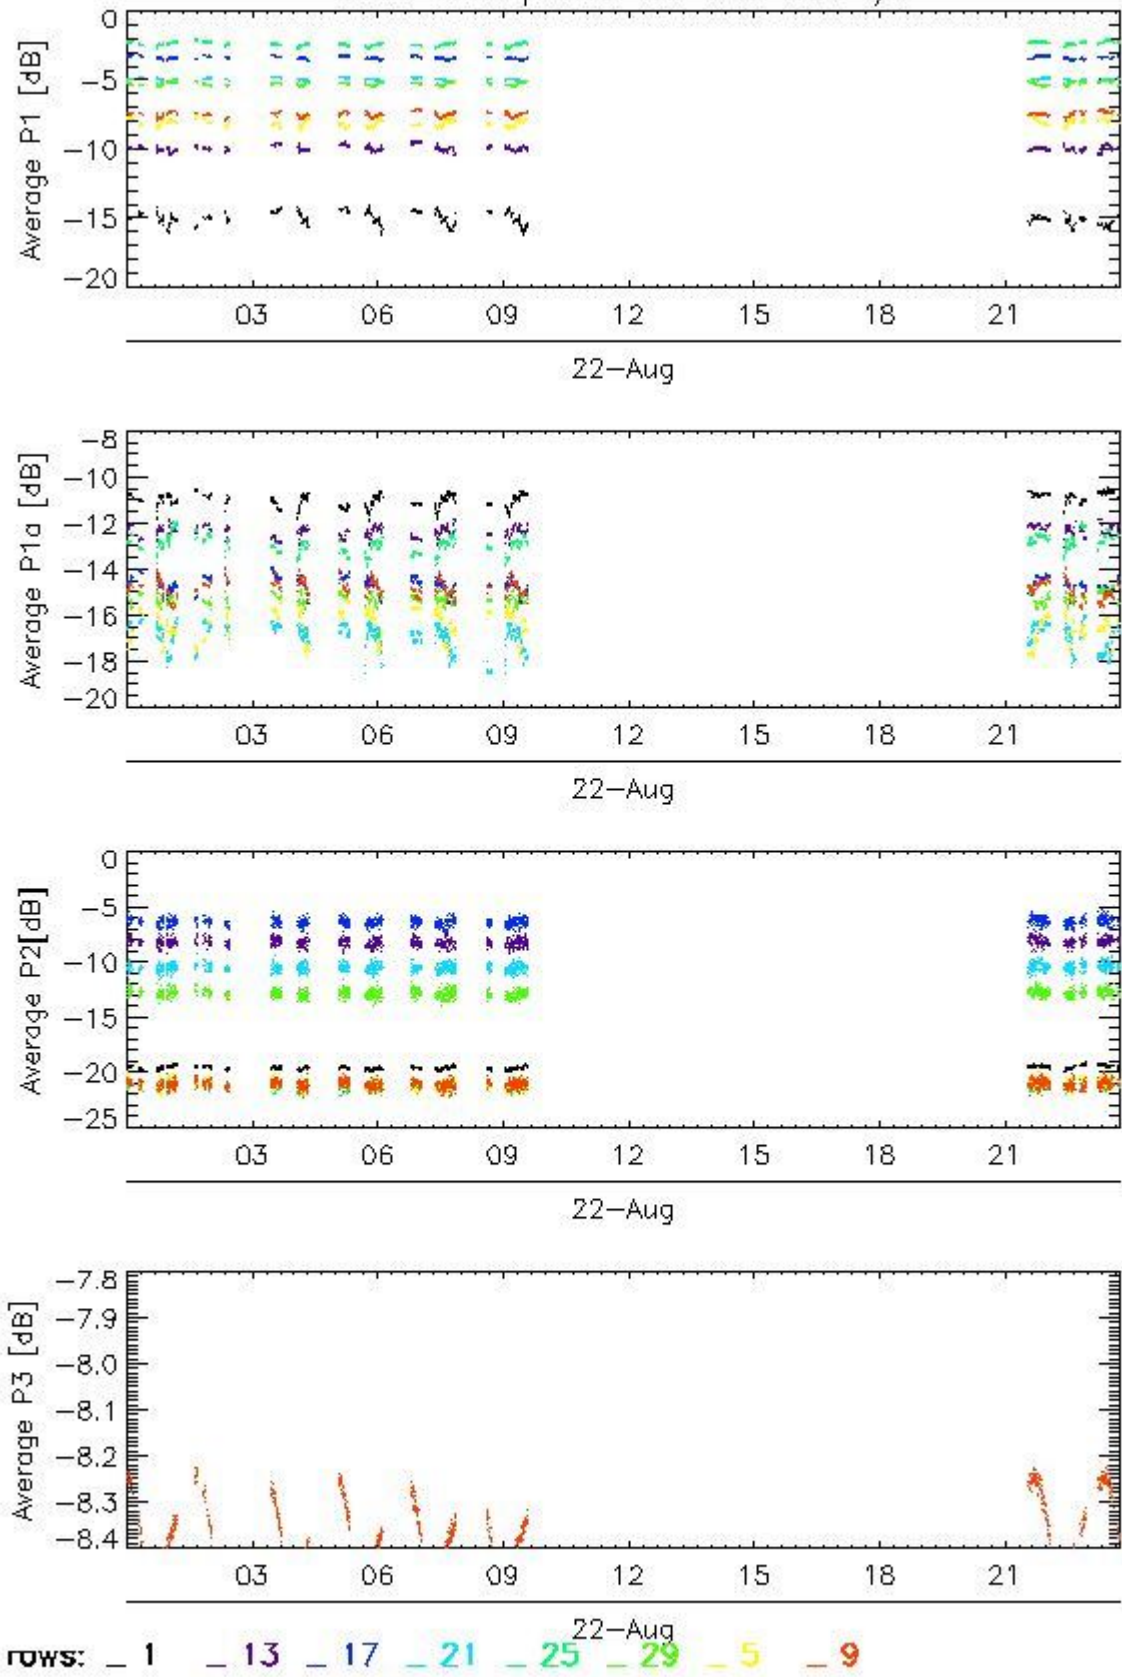 0
-5
-10
-15
-20
Average P1 [dB]
03 06 09 12 15 18 21
22-Aug
-8
-10
-12
-14
-16
-18
-20
Average P1a [dB]
03 06 09 12 15 18 21
22-Aug
0
-5
-10
-15
-20
-25
Average P2[dB]
03 06 09 12 15 18 21
22-Aug
-7.8
-7.9
-8.0
-8.1
-8.2
-8.3
-8.4
Average P3 [dB]
03 06 09 12 15 18 21
22-Aug
rows: _ 1 _ 13 _ 17 _ 21 _ 25 _ 29 _ 5 _ 9